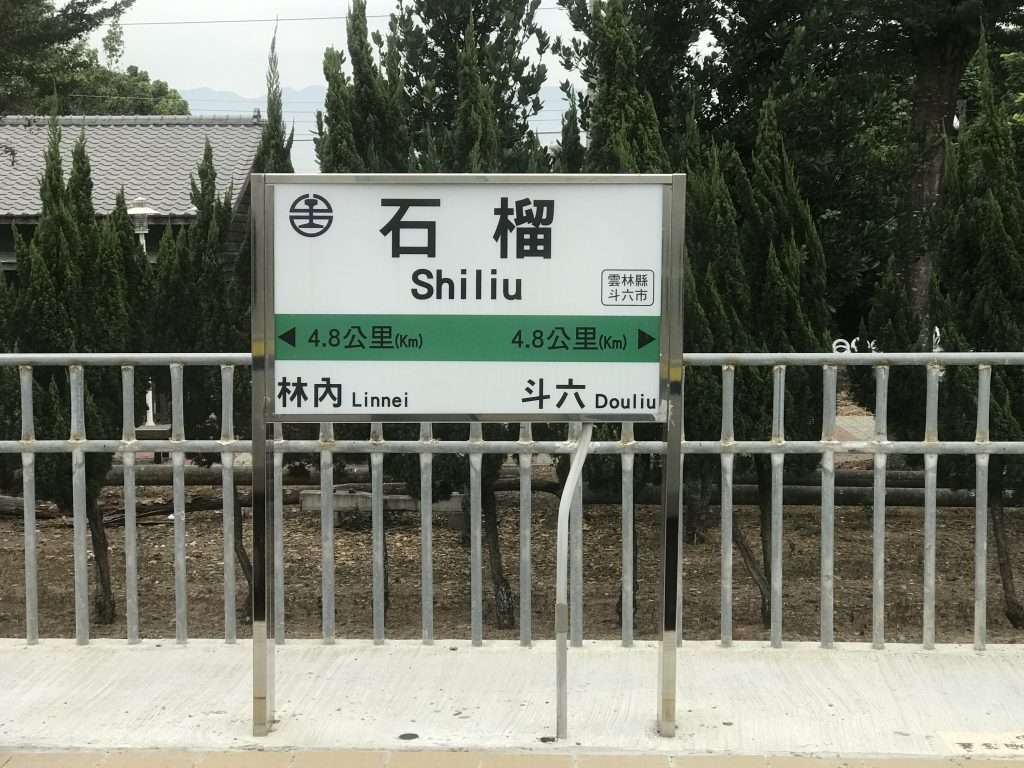 石榴
Shiliu
雲林縣
斗六市
◀ 4.8公里(Km) 4.8公里(Km) ▶
林內 Linnei 斗六 Douliu